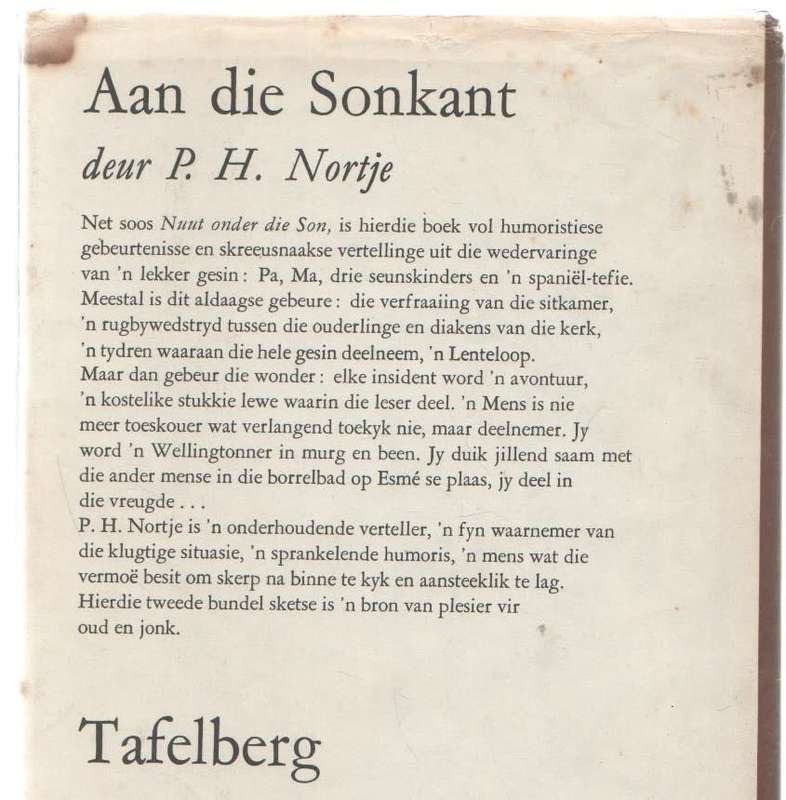 Aan die Sonkant
deur P. H. Nortje
Net soos Nuut onder die Son, is hierdie boek vol humoristiese
gebeurtenisse en skreeusnaakse vertellinge uit die wedervaringe
van 'n lekker gesin: Pa, Ma, drie seunskinders en 'n spaniël-tefie.
Meestal is dit aldaagse gebeure: die verfraaiing van die sitkamer,
'n rugbywedstryd tussen die ouderlinge en diakens van die kerk,
'n tydren waaraan die hele gesin deelneem, 'n Lenteloop.
Maar dan gebeur die wonder: elke insident word 'n avontuur,
'n kostelike stukkie lewe waarin die leser deel. 'n Mens is nie
meer toeskouer wat verlangend toekyk nie, maar deelnemer. Jy
word 'n Wellingtonner in murg en been. Jy duik jillend saam met
die ander mense in die borrelbad op Esmé se plaas, jy deel in
die vreugde . . .
P. H. Nortje is 'n onderhoudende verteller, 'n fyn waarnemer van
die klugtige situasie, 'n sprankelende humoris, 'n mens wat die
vermoë besit om skerp na binne te kyk en aansteeklik te lag.
Hierdie tweede bundel sketse is 'n bron van plesier vir
oud en jonk.
Tafelberg